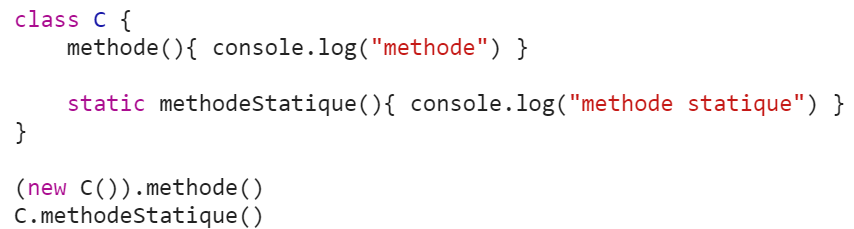 class C {
    methode(){ console.log("methode") }

    static methodeStatique(){ console.log("methode statique") }
}

(new C()).methode()
C.methodeStatique()